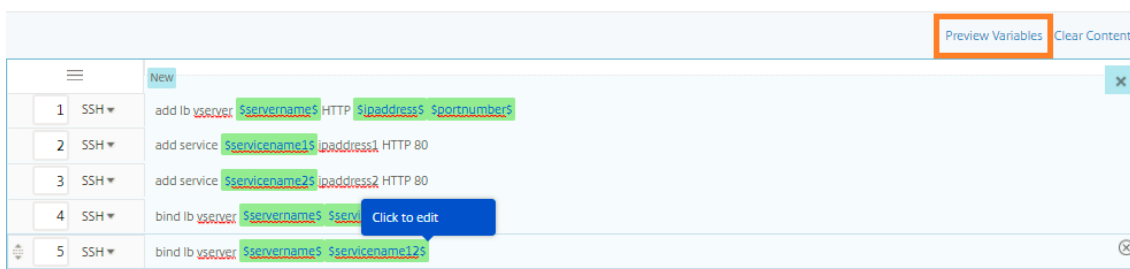 Preview Variables Clear Content
New
1 SSH add lb vserver $servername$ HTTP $ipaddress$ $portnumber$
2 SSH add service $servicename1$ ipaddress1 HTTP 80
3 SSH add service $servicename2$ ipaddress2 HTTP 80
4 SSH bind lb vserver $servername$ $servi
Click to edit
5 SSH bind lb vserver $servername$ $servicename12$